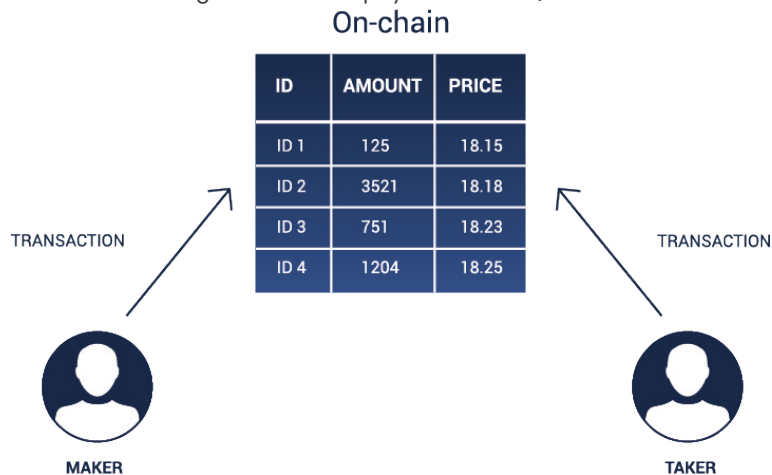 On-chain
ID AMOUNT PRICE
ID 1 125 18.15
ID 2 3521 18.18
ID 3 751 18.23
ID 4 1204 18.25
TRANSACTION
TRANSACTION
MAKER
TAKER